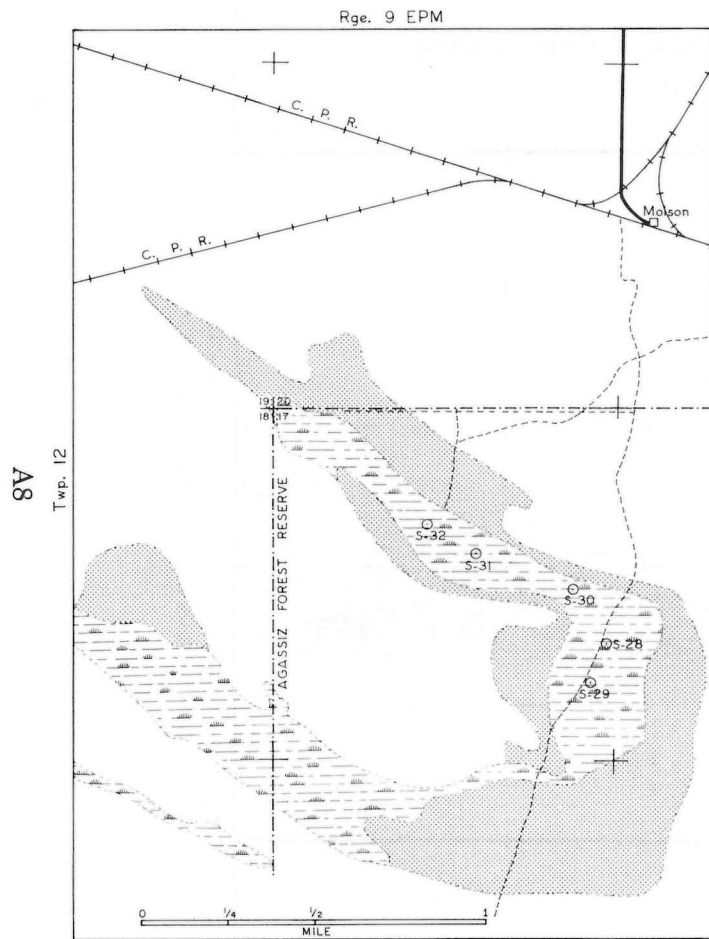 Rge. 9 EPM
C. P. R.
Molson
C. P. R.
19 20
18 17
Twp. 12
A8
AGASSIZ FOREST RESERVE
S-32
S-31
S-30
S-28
S-29
0 1/4 1/2 1
MILE